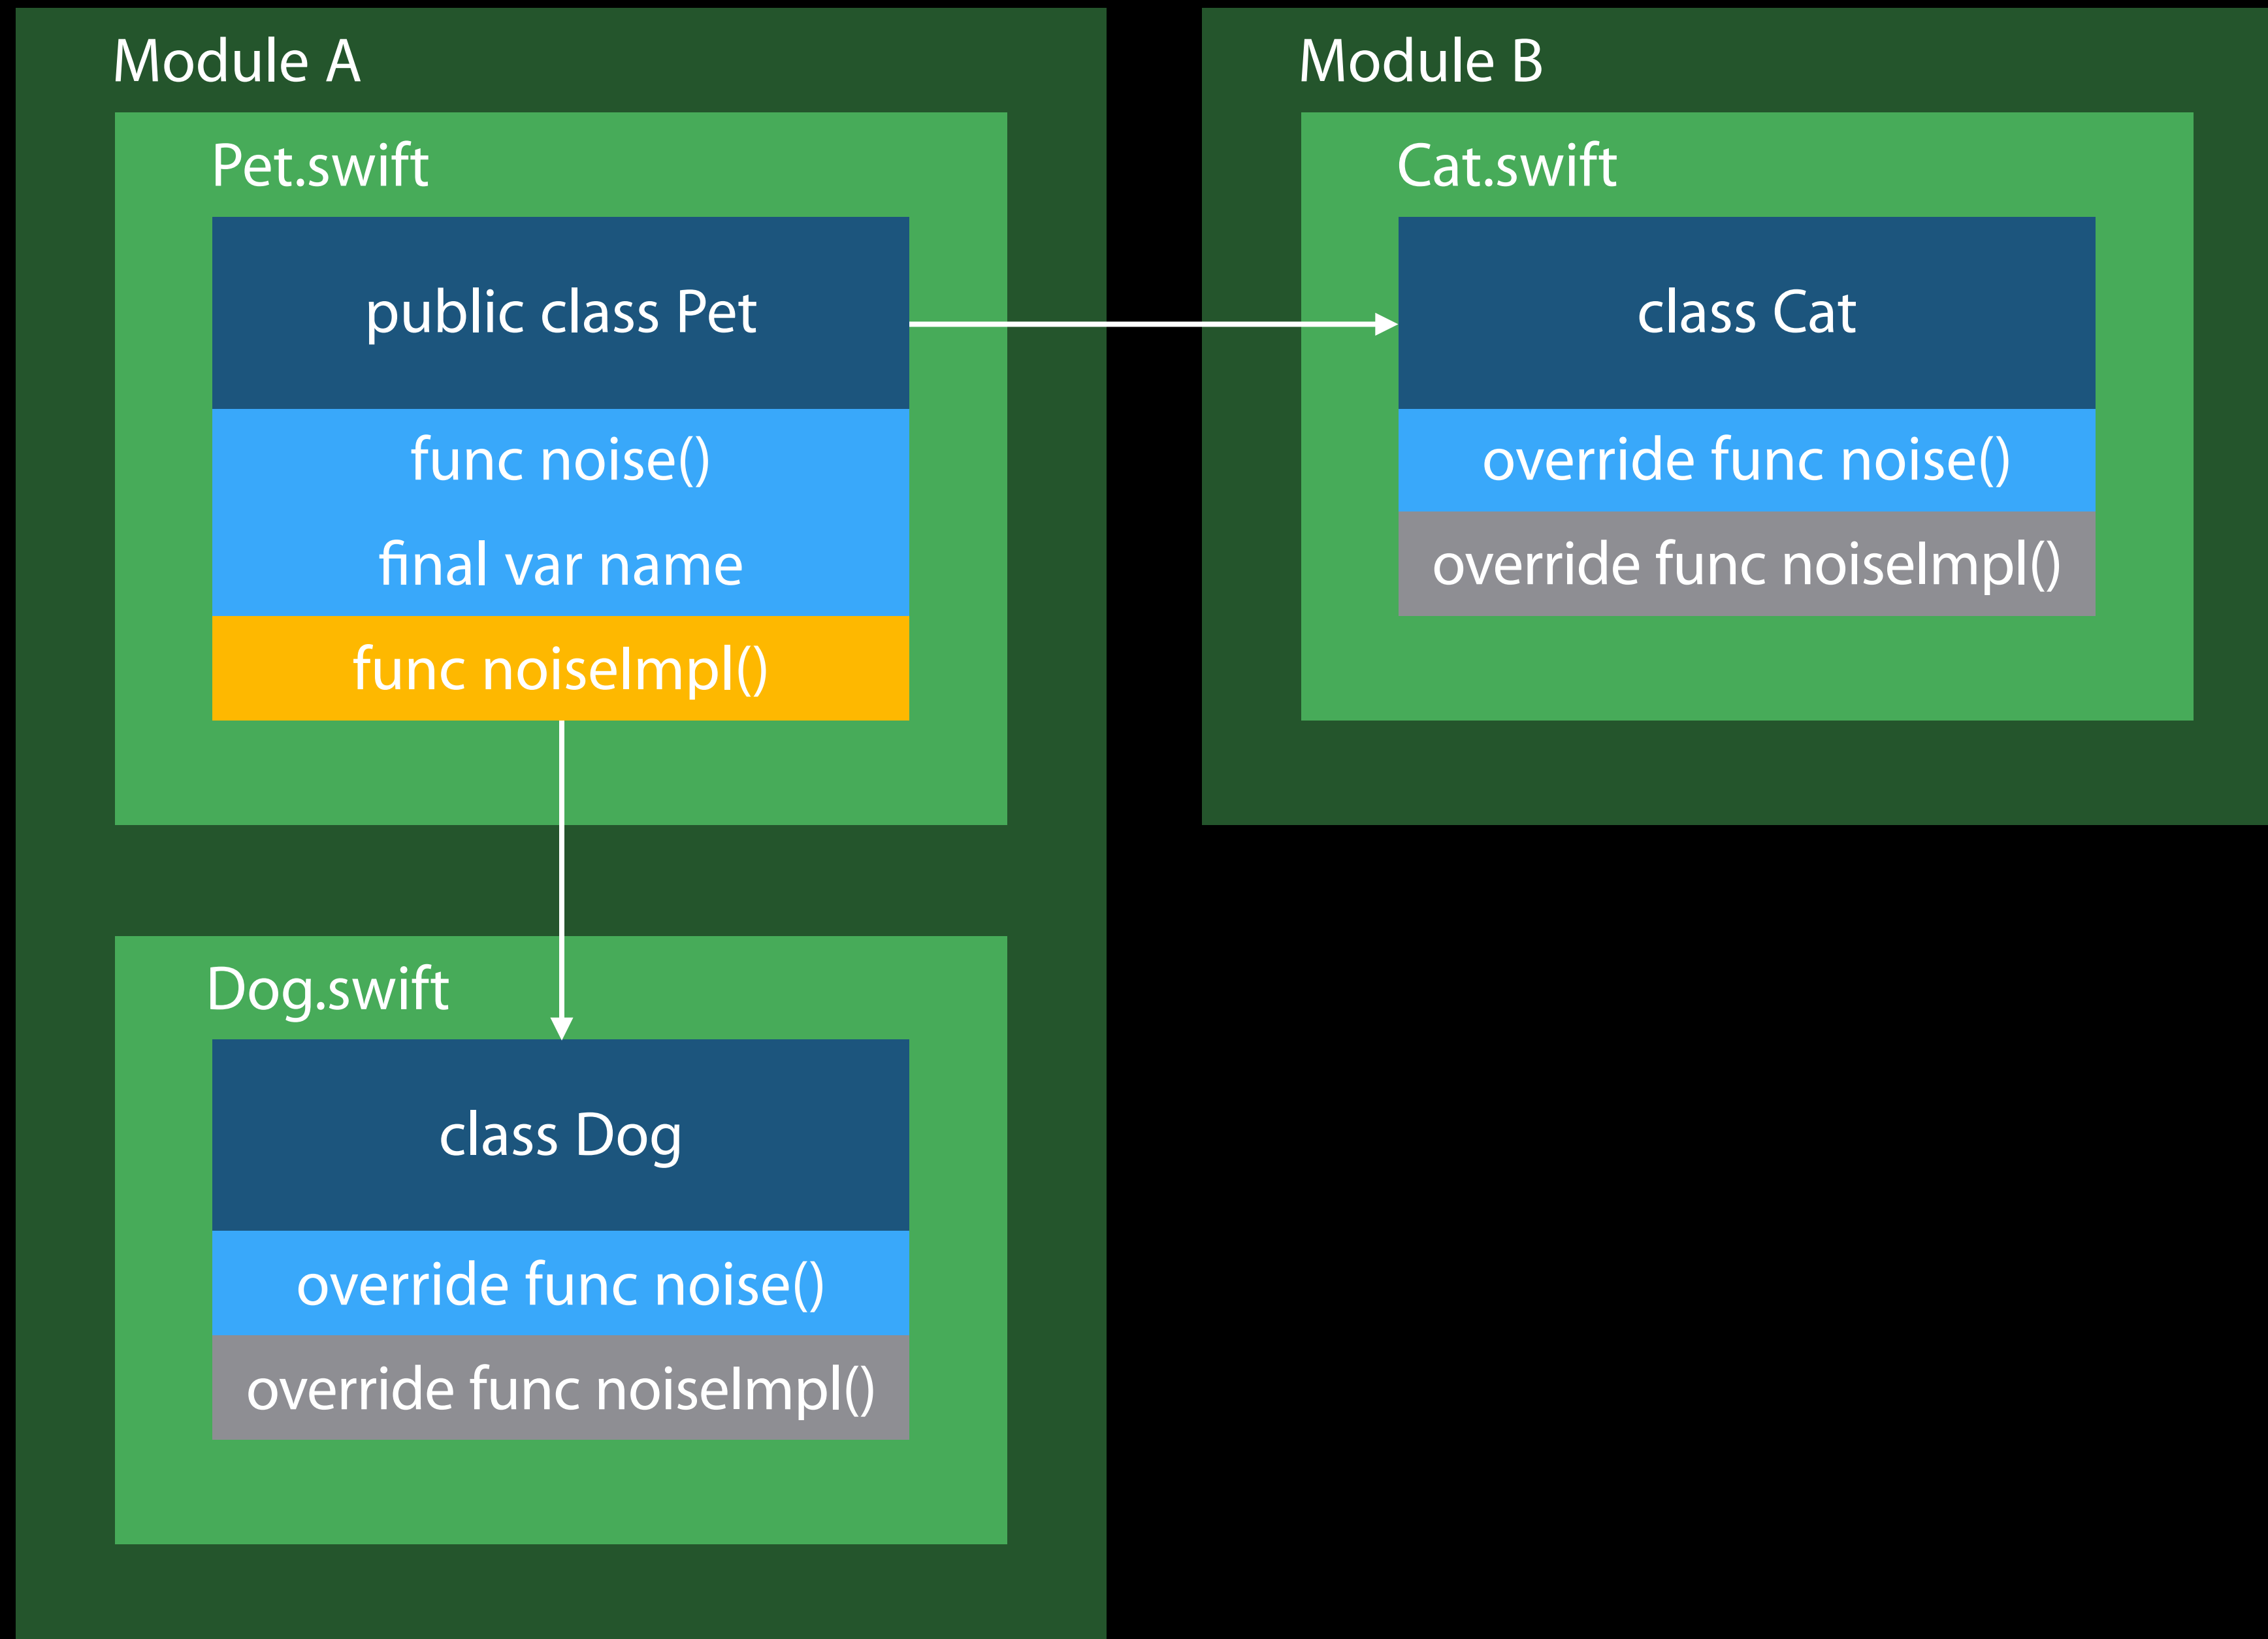 Module A
Pet.swift
public class Pet
func noise()
final var name
func noiseImpl()
Dog.swift
class Dog
override func noise()
override func noiseImpl()
Module B
Cat.swift
class Cat
override func noise()
override func noiseImpl()